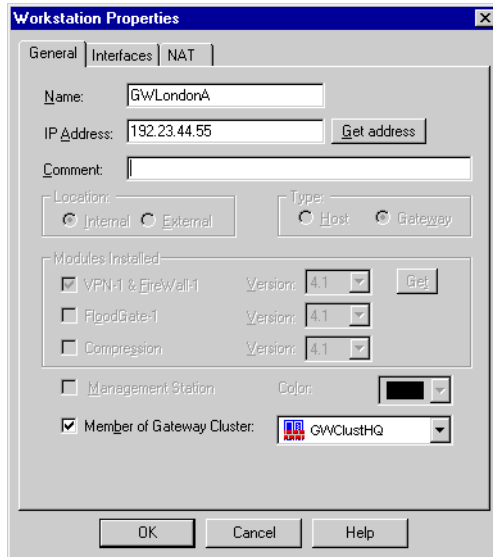 Workstation Properties
General Interfaces NAT
Name: GWLondonA
IP Address: 192.23.44.55 Get address
Comment:
Location: Type:
Internal External Host Gateway
Modules Installed
VPN-1 & FireWall-1 Version: 4.1 Get
FloodGate-1 Version: 4.1
Compression Version: 4.1
Management Station Color:
Member of Gateway Cluster: GWClustHQ
OK Cancel Help